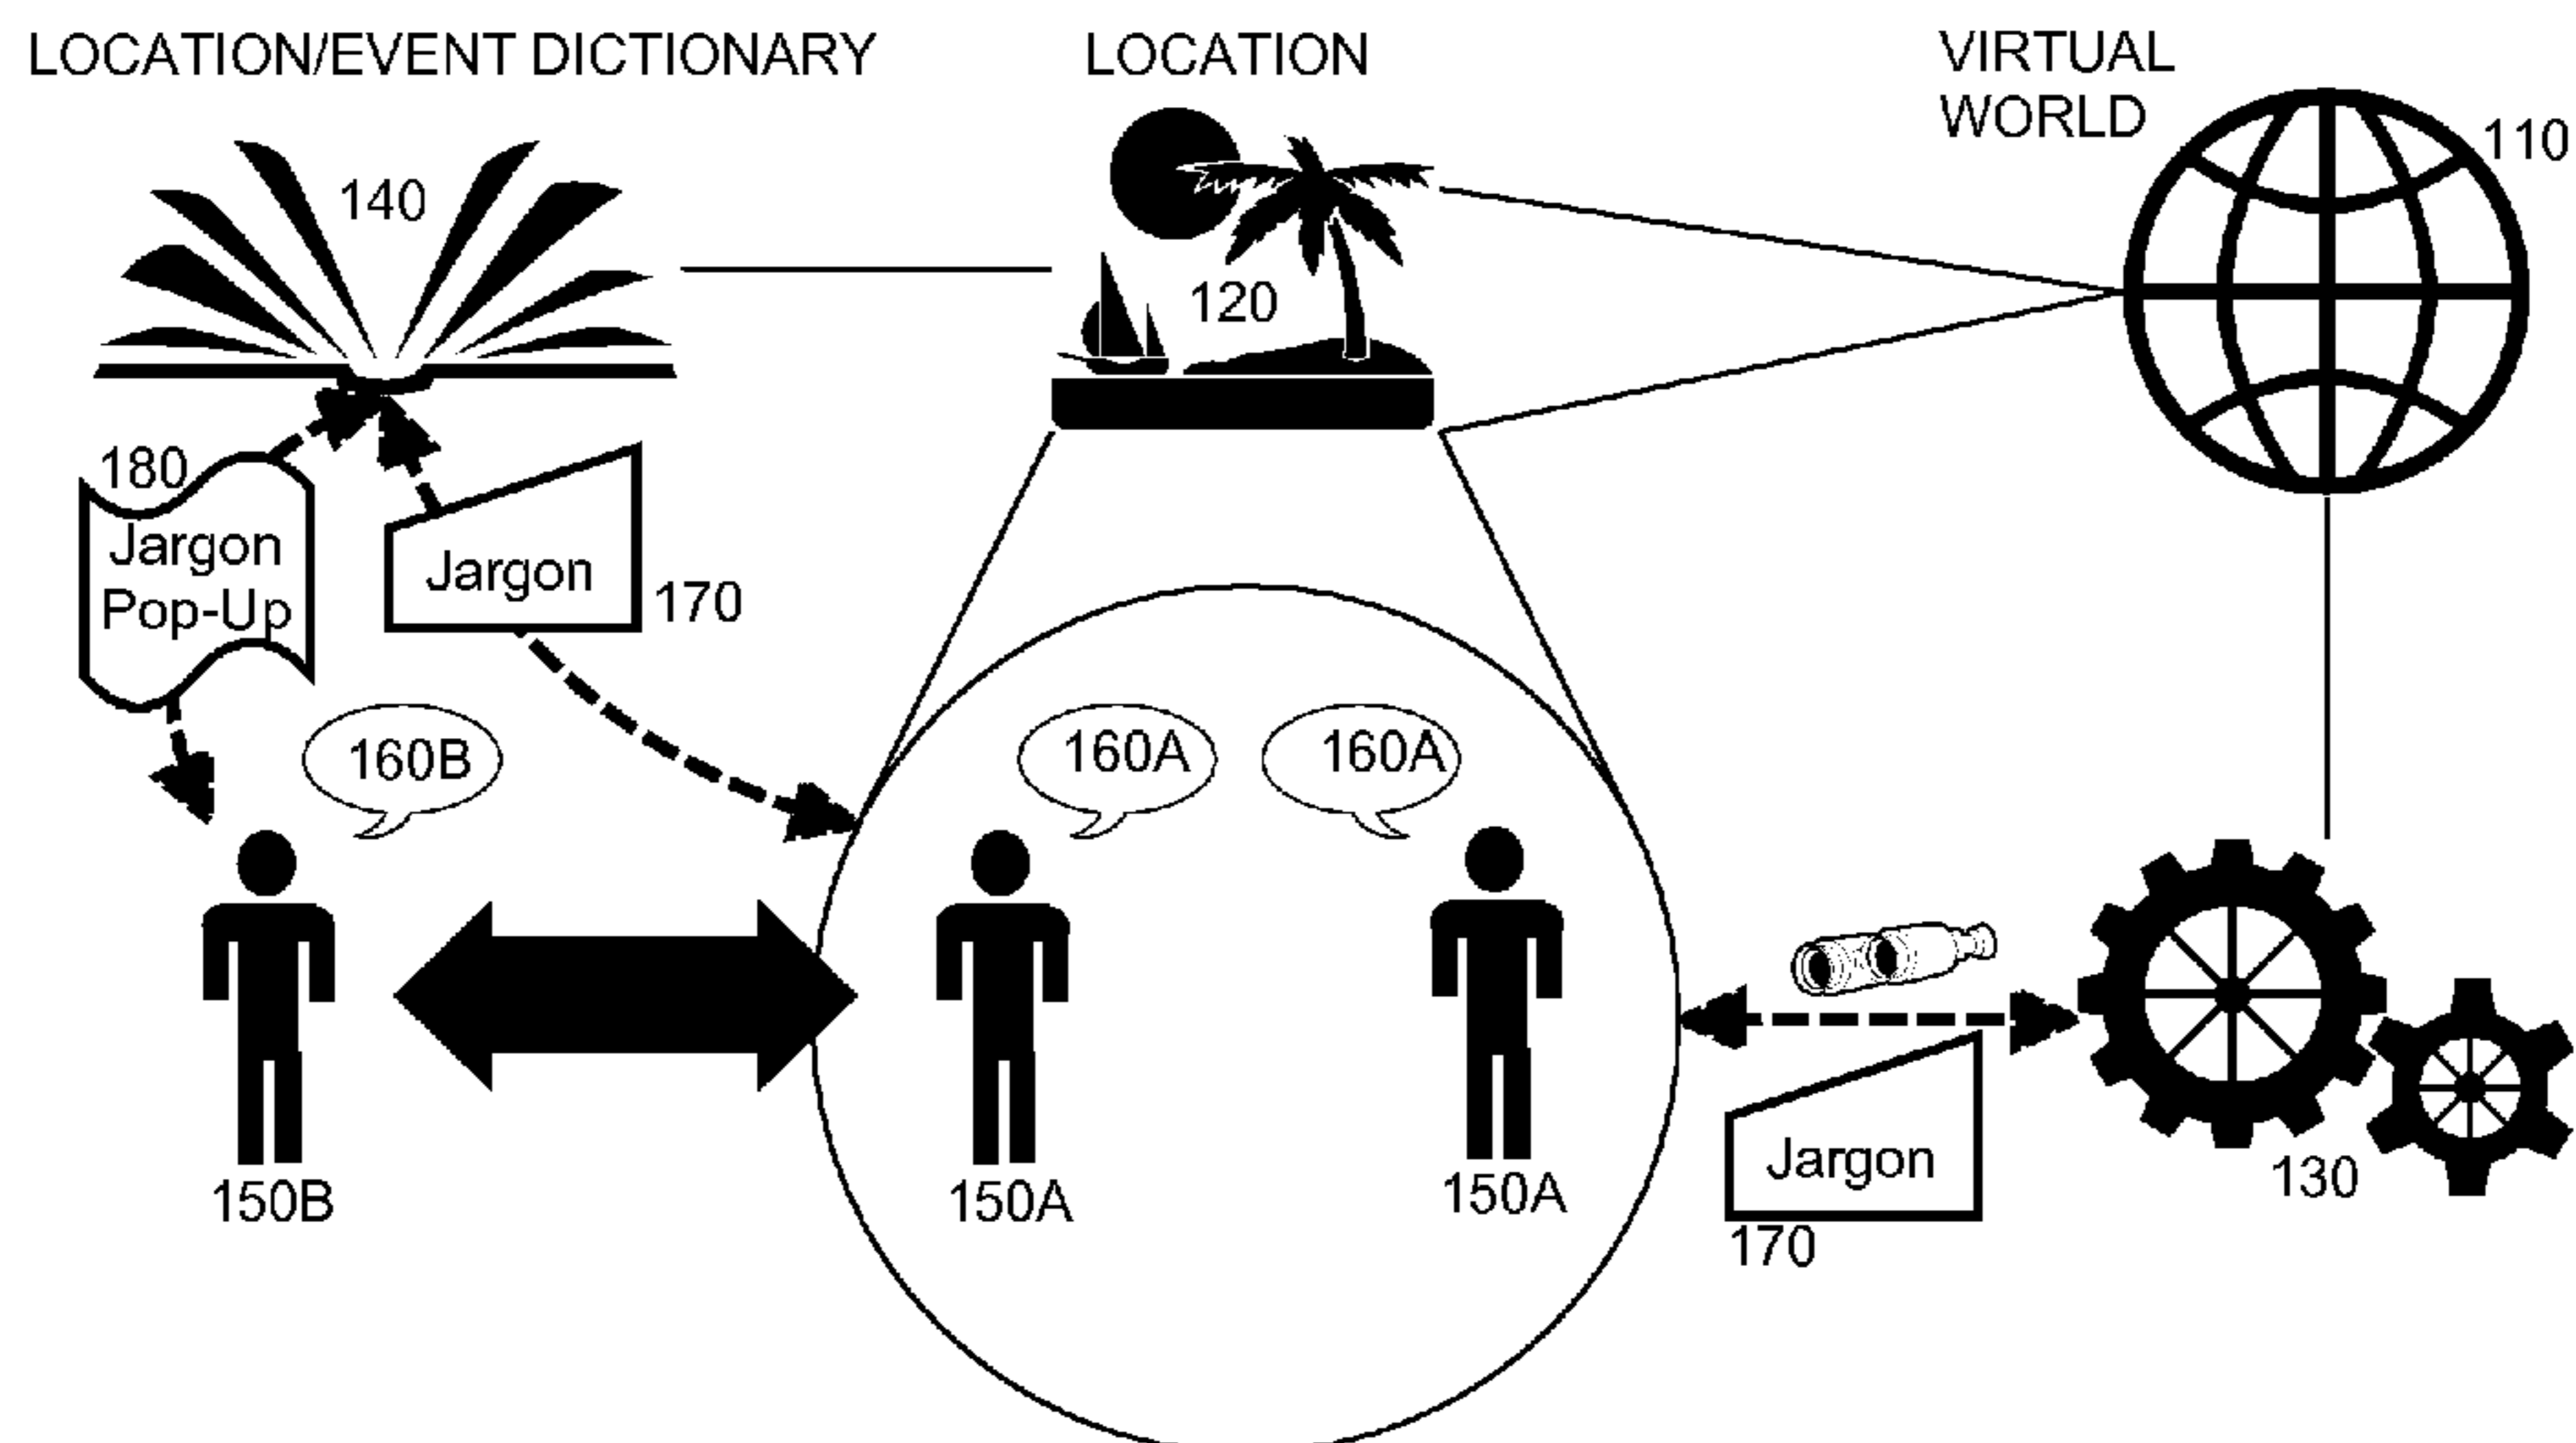 LOCATION/EVENT DICTIONARY
LOCATION
VIRTUAL
WORLD
110
140
120
180
Jargon
Pop-Up
Jargon
170
160B
160A
160A
150B
150A
150A
Jargon
170
130